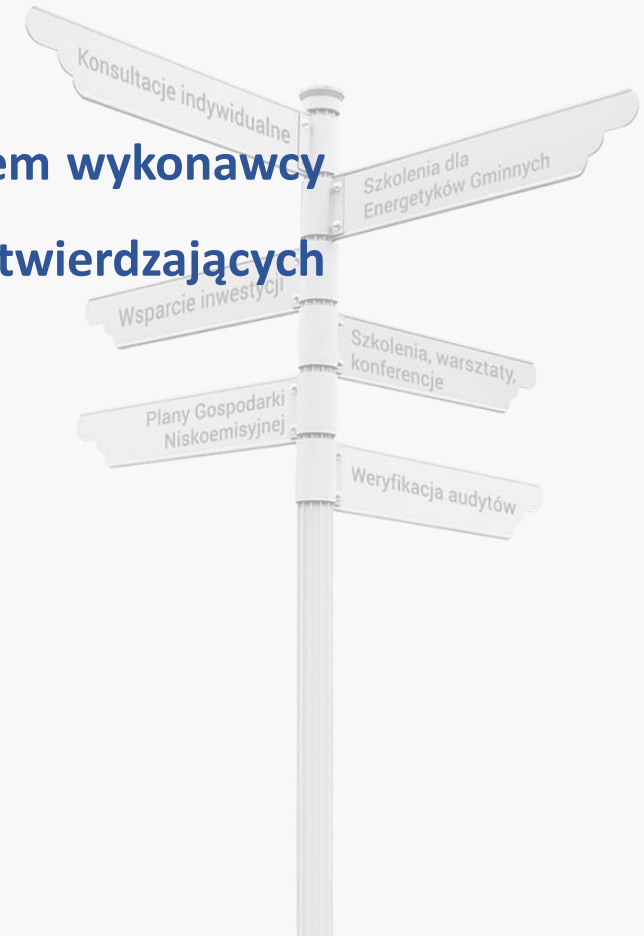 Konsultacje indywidualne
em wykonawcy
Szkolenia dla
Energetyków Gminnych
twierdzających
Wsparcie inwestycji
Szkolenia, warsztaty,
konferencje
Plany Gospodarki
Niskoemisyjnej
Weryfikacja audytów